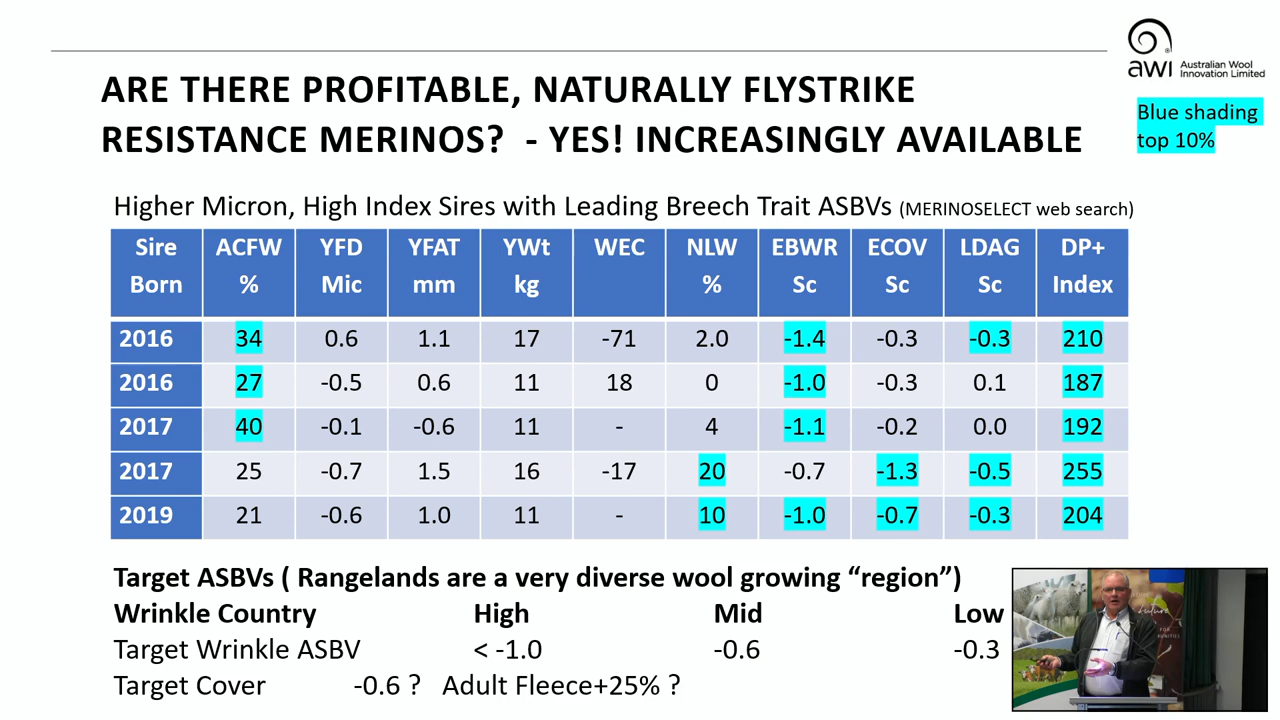 awi Australian Wool
Innovation Limited
ARE THERE PROFITABLE, NATURALLY FLYSTRIKE
RESISTANCE MERINOS? - YES! INCREASINGLY AVAILABLE
Blue shading
top 10%
Higher Micron, High Index Sires with Leading Breech Trait ASBVs (MERINOSELECT web search)
Sire ACFW YFD YFAT YWt WEC NLW EBWR ECOV LDAG DP+
Born % Mic mm kg % Sc Sc Sc Index
2016 34 0.6 1.1 17 -71 2.0 -1.4 -0.3 -0.3 210
2016 27 -0.5 0.6 11 18 0 -1.0 -0.3 0.1 187
2017 40 -0.1 -0.6 11 - 4 -1.1 -0.2 0.0 192
2017 25 -0.7 1.5 16 -17 20 -0.7 -1.3 -0.5 255
2019 21 -0.6 1.0 11 - 10 -1.0 -0.7 -0.3 204
Target ASBVs ( Rangelands are a very diverse wool growing “region”)
Wrinkle Country High Mid Low
Target Wrinkle ASBV < -1.0 -0.6 -0.3
Target Cover -0.6 ? Adult Fleece+25% ?